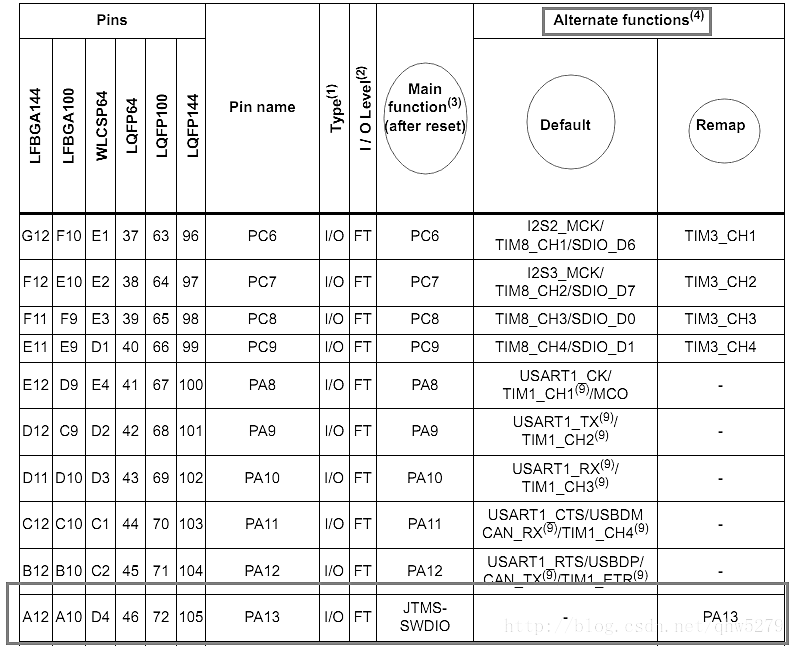 Pins
Alternate functions(4)
LFBGA144
LFBGA100
WLCSP64
LQFP64
LQFP100
LQFP144
Pin name
Type(1)
I / O Level(2)
Main
function(3)
(after reset)
Default
Remap
G12 F10 E1 37 63 96 PC6 I/O FT PC6 I2S2_MCK/
TIM8_CH1/SDIO_D6 TIM3_CH1
F12 E10 E2 38 64 97 PC7 I/O FT PC7 I2S3_MCK/
TIM8_CH2/SDIO_D7 TIM3_CH2
F11 F9 E3 39 65 98 PC8 I/O FT PC8 TIM8_CH3/SDIO_D0 TIM3_CH3
E11 E9 D1 40 66 99 PC9 I/O FT PC9 TIM8_CH4/SDIO_D1 TIM3_CH4
E12 D9 E4 41 67 100 PA8 I/O FT PA8 USART1_CK/
TIM1_CH1(9)/MCO -
D12 C9 D2 42 68 101 PA9 I/O FT PA9 USART1_TX(9)/
TIM1_CH2(9) -
D11 D10 D3 43 69 102 PA10 I/O FT PA10 USART1_RX(9)/
TIM1_CH3(9) -
C12 C10 C1 44 70 103 PA11 I/O FT PA11 USART1_CTS/USBDM
CAN_RX(9)/TIM1_CH4(9) -
B12 B10 C2 45 71 104 PA12 I/O FT PA12 USART1_RTS/USBDP/
CAN_TX(9)/TIM1_ETR(9) -
A12 A10 D4 46 72 105 PA13 I/O FT JTMS-
SWDIO - PA13
http://blog.csdn.net/qhw5279